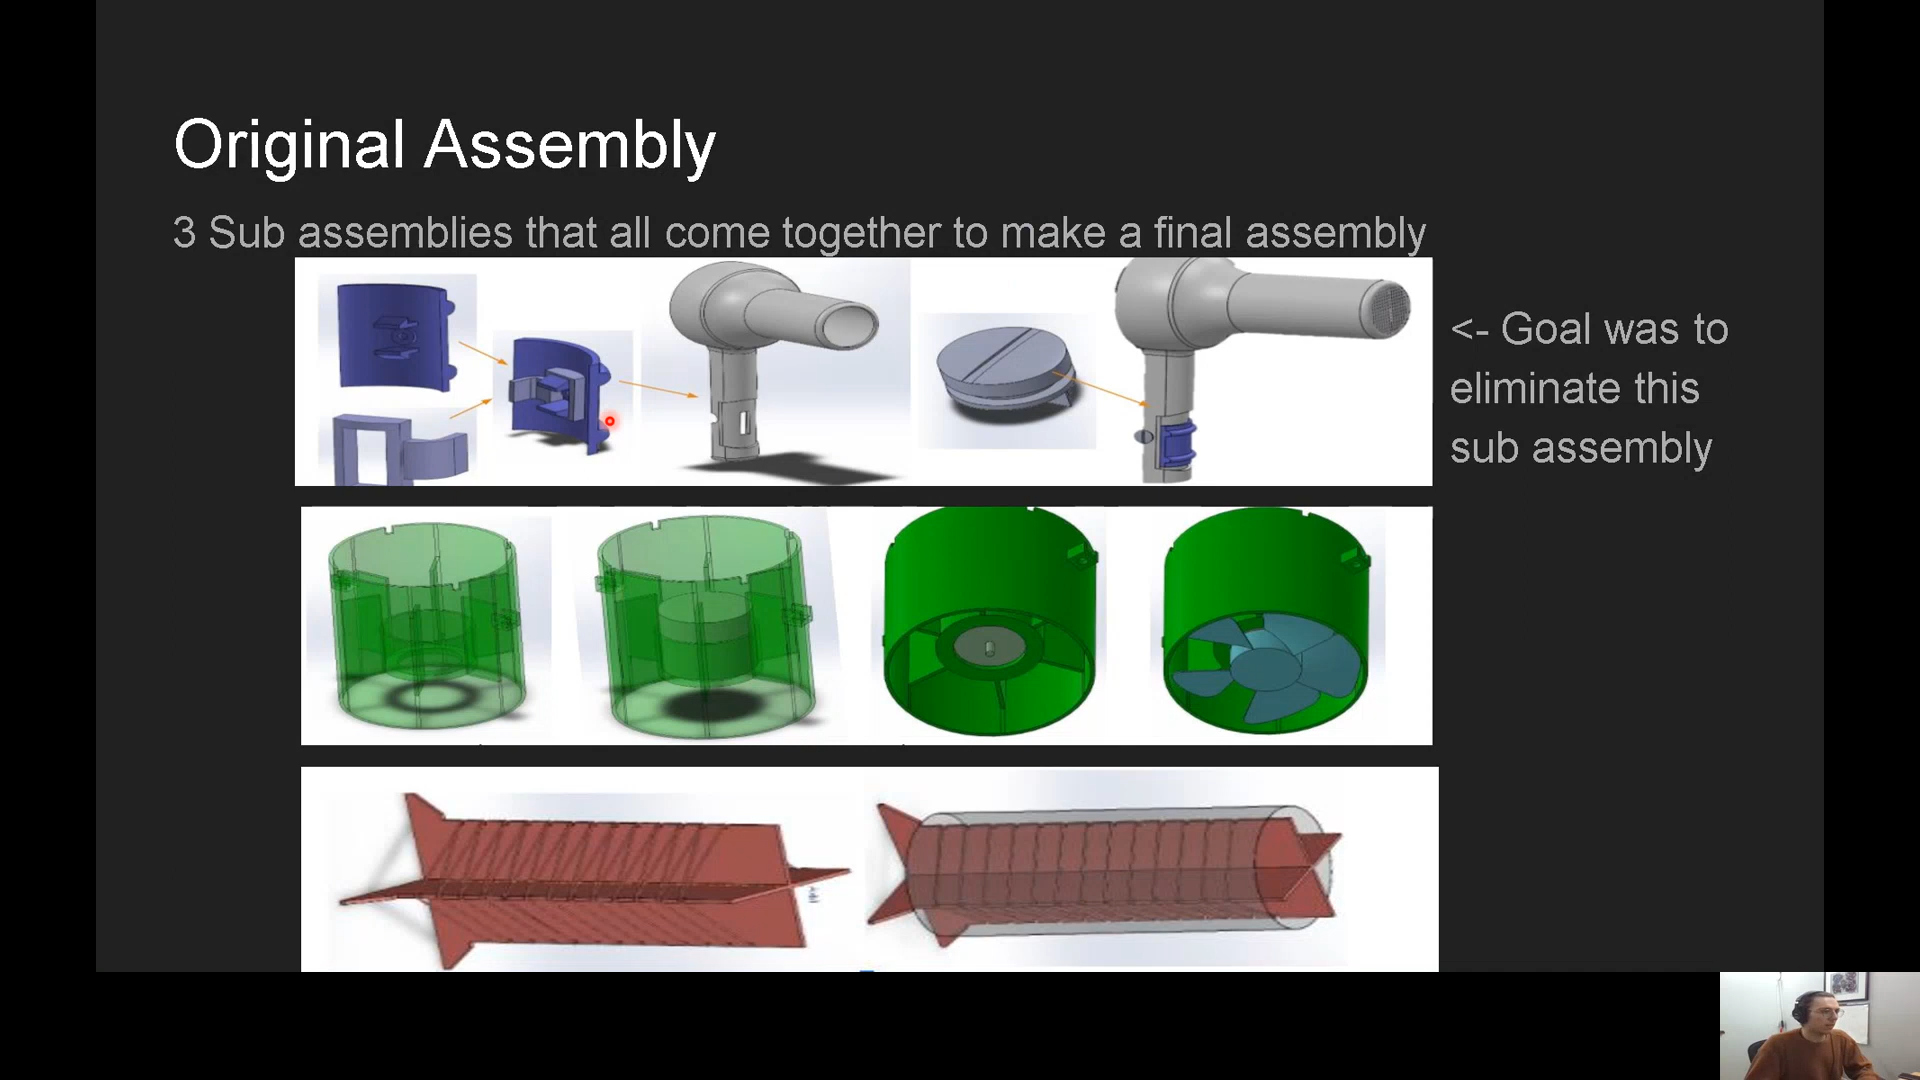 Original Assembly
3 Sub assemblies that all come together to make a final assembly
<- Goal was to
eliminate this
sub assembly